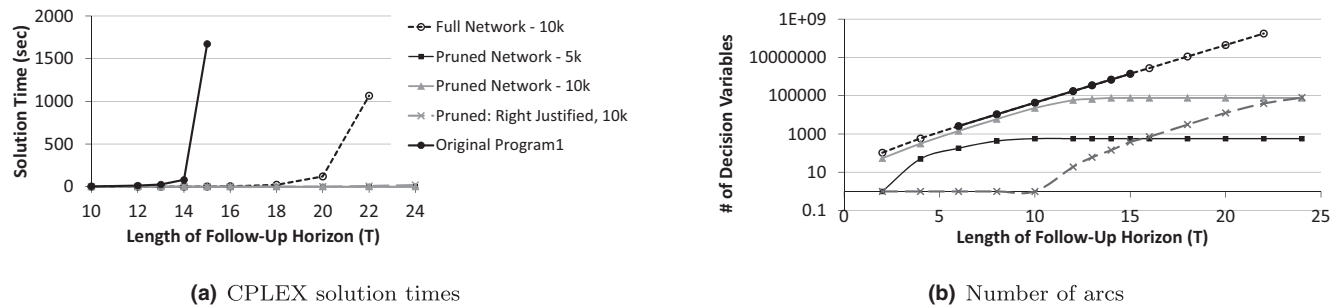 2000
1500
1000
500
0
Solution Time (sec)
10 12 14 16 18 20 22 24
Length of Follow-Up Horizon (T)
Full Network - 10k
Pruned Network - 5k
Pruned Network - 10k
Pruned: Right Justified, 10k
Original Program1
(a) CPLEX solution times
1E+09
10000000
100000
1000
10
0.1
# of Decision Variables
0 5 10 15 20 25
Length of Follow-Up Horizon (T)
(b) Number of arcs